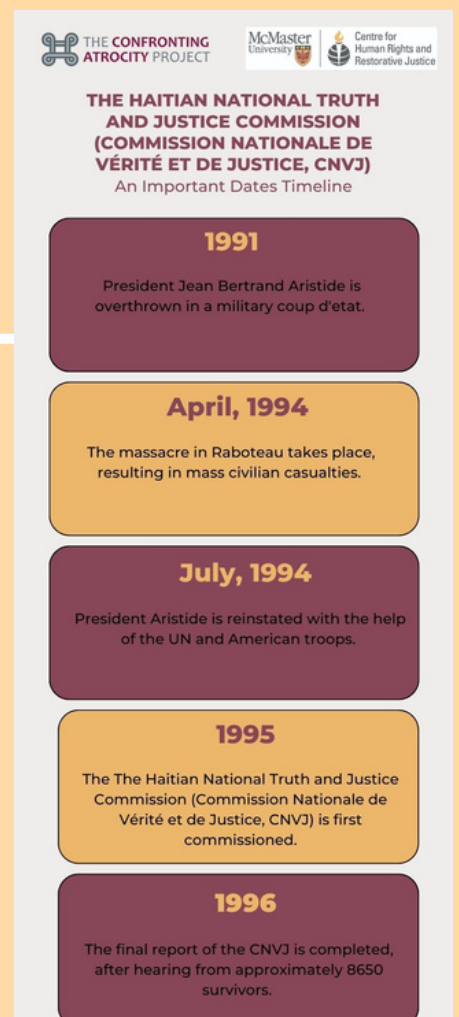 THE CONFRONTING
ATROCITY PROJECT
McMaster
University
Centre for
Human Rights and
Restorative Justice
THE HAITIAN NATIONAL TRUTH
AND JUSTICE COMMISSION
(COMMISSION NATIONALE DE
VÉRITÉ ET DE JUSTICE, CNVJ)
An Important Dates Timeline
1991
President Jean Bertrand Aristide is
overthrown in a military coup d'etat.
April, 1994
The massacre in Raboteau takes place,
resulting in mass civilian casualties.
July, 1994
President Aristide is reinstated with the help
of the UN and American troops.
1995
The The Haitian National Truth and Justice
Commission (Commission Nationale de
Vérité et de Justice, CNVJ) is first
commissioned.
1996
The final report of the CNVJ is completed,
after hearing from approximately 8650
survivors.